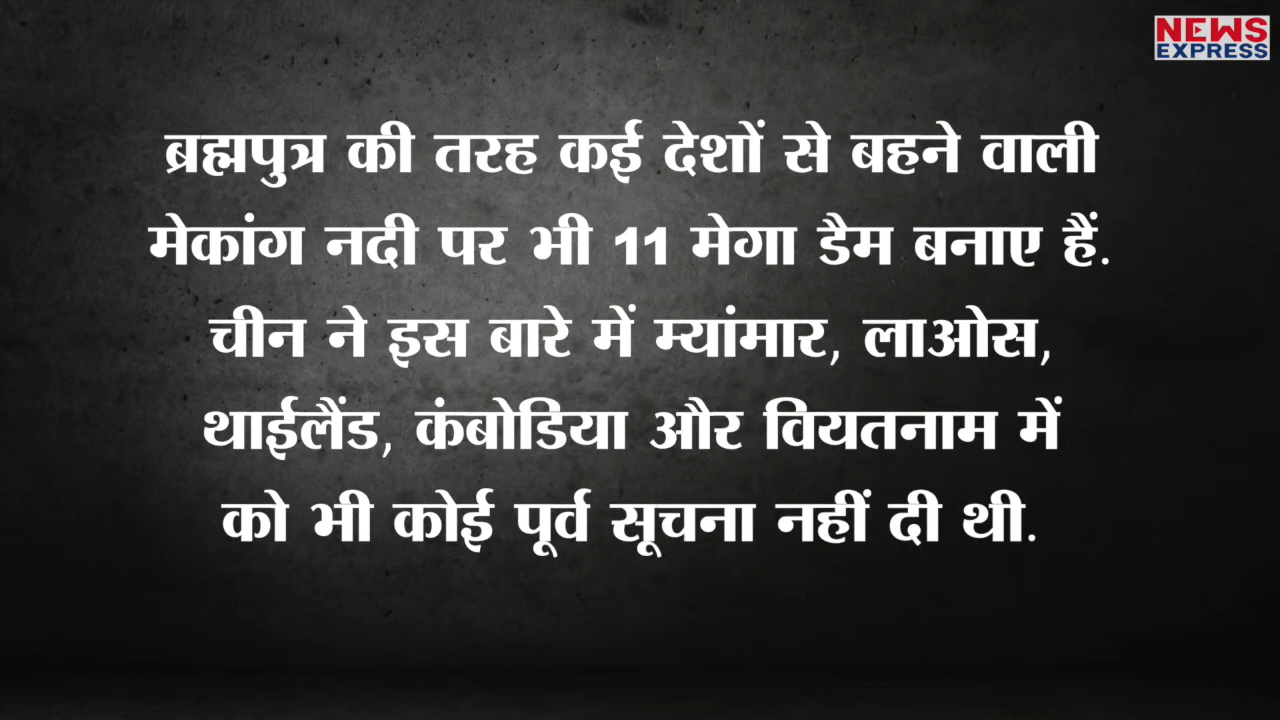 NEWS
EXPRESS
ब्रह्मपुत्र की तरह कई देशों से बहने वाली
मेकांग नदी पर भी 11 मेगा डैम बनाए हैं.
चीन ने इस बारे में म्यांमार, लाओस,
थाईलैंड, कंबोडिया और वियतनाम में
को भी कोई पूर्व सूचना नहीं दी थी.